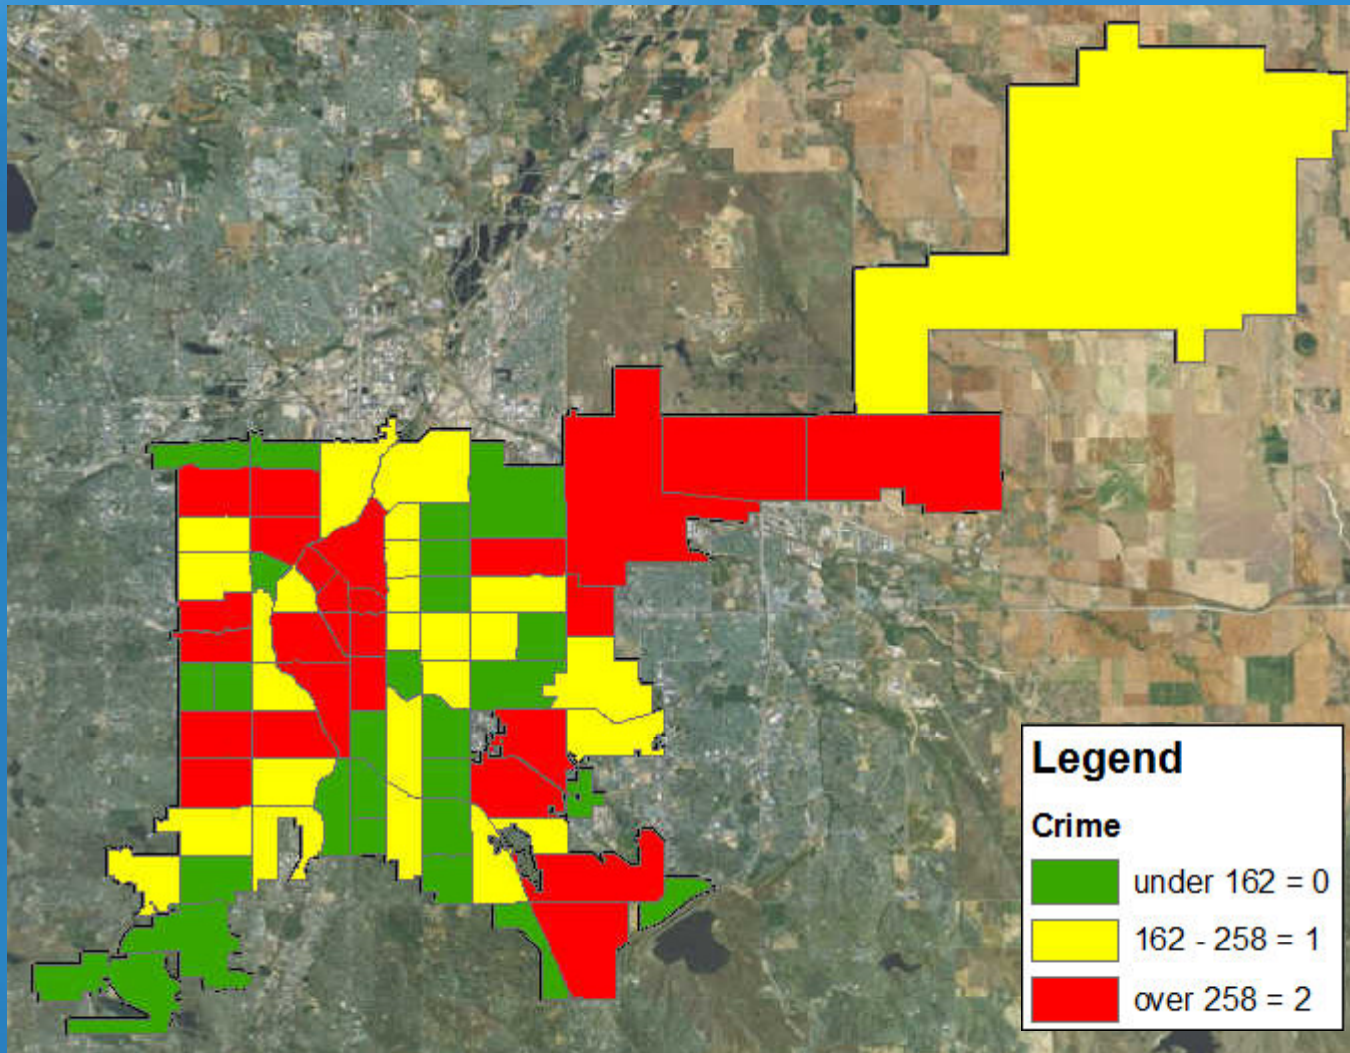 Legend
Crime
under 162 = 0
162 - 258 = 1
over 258 = 2